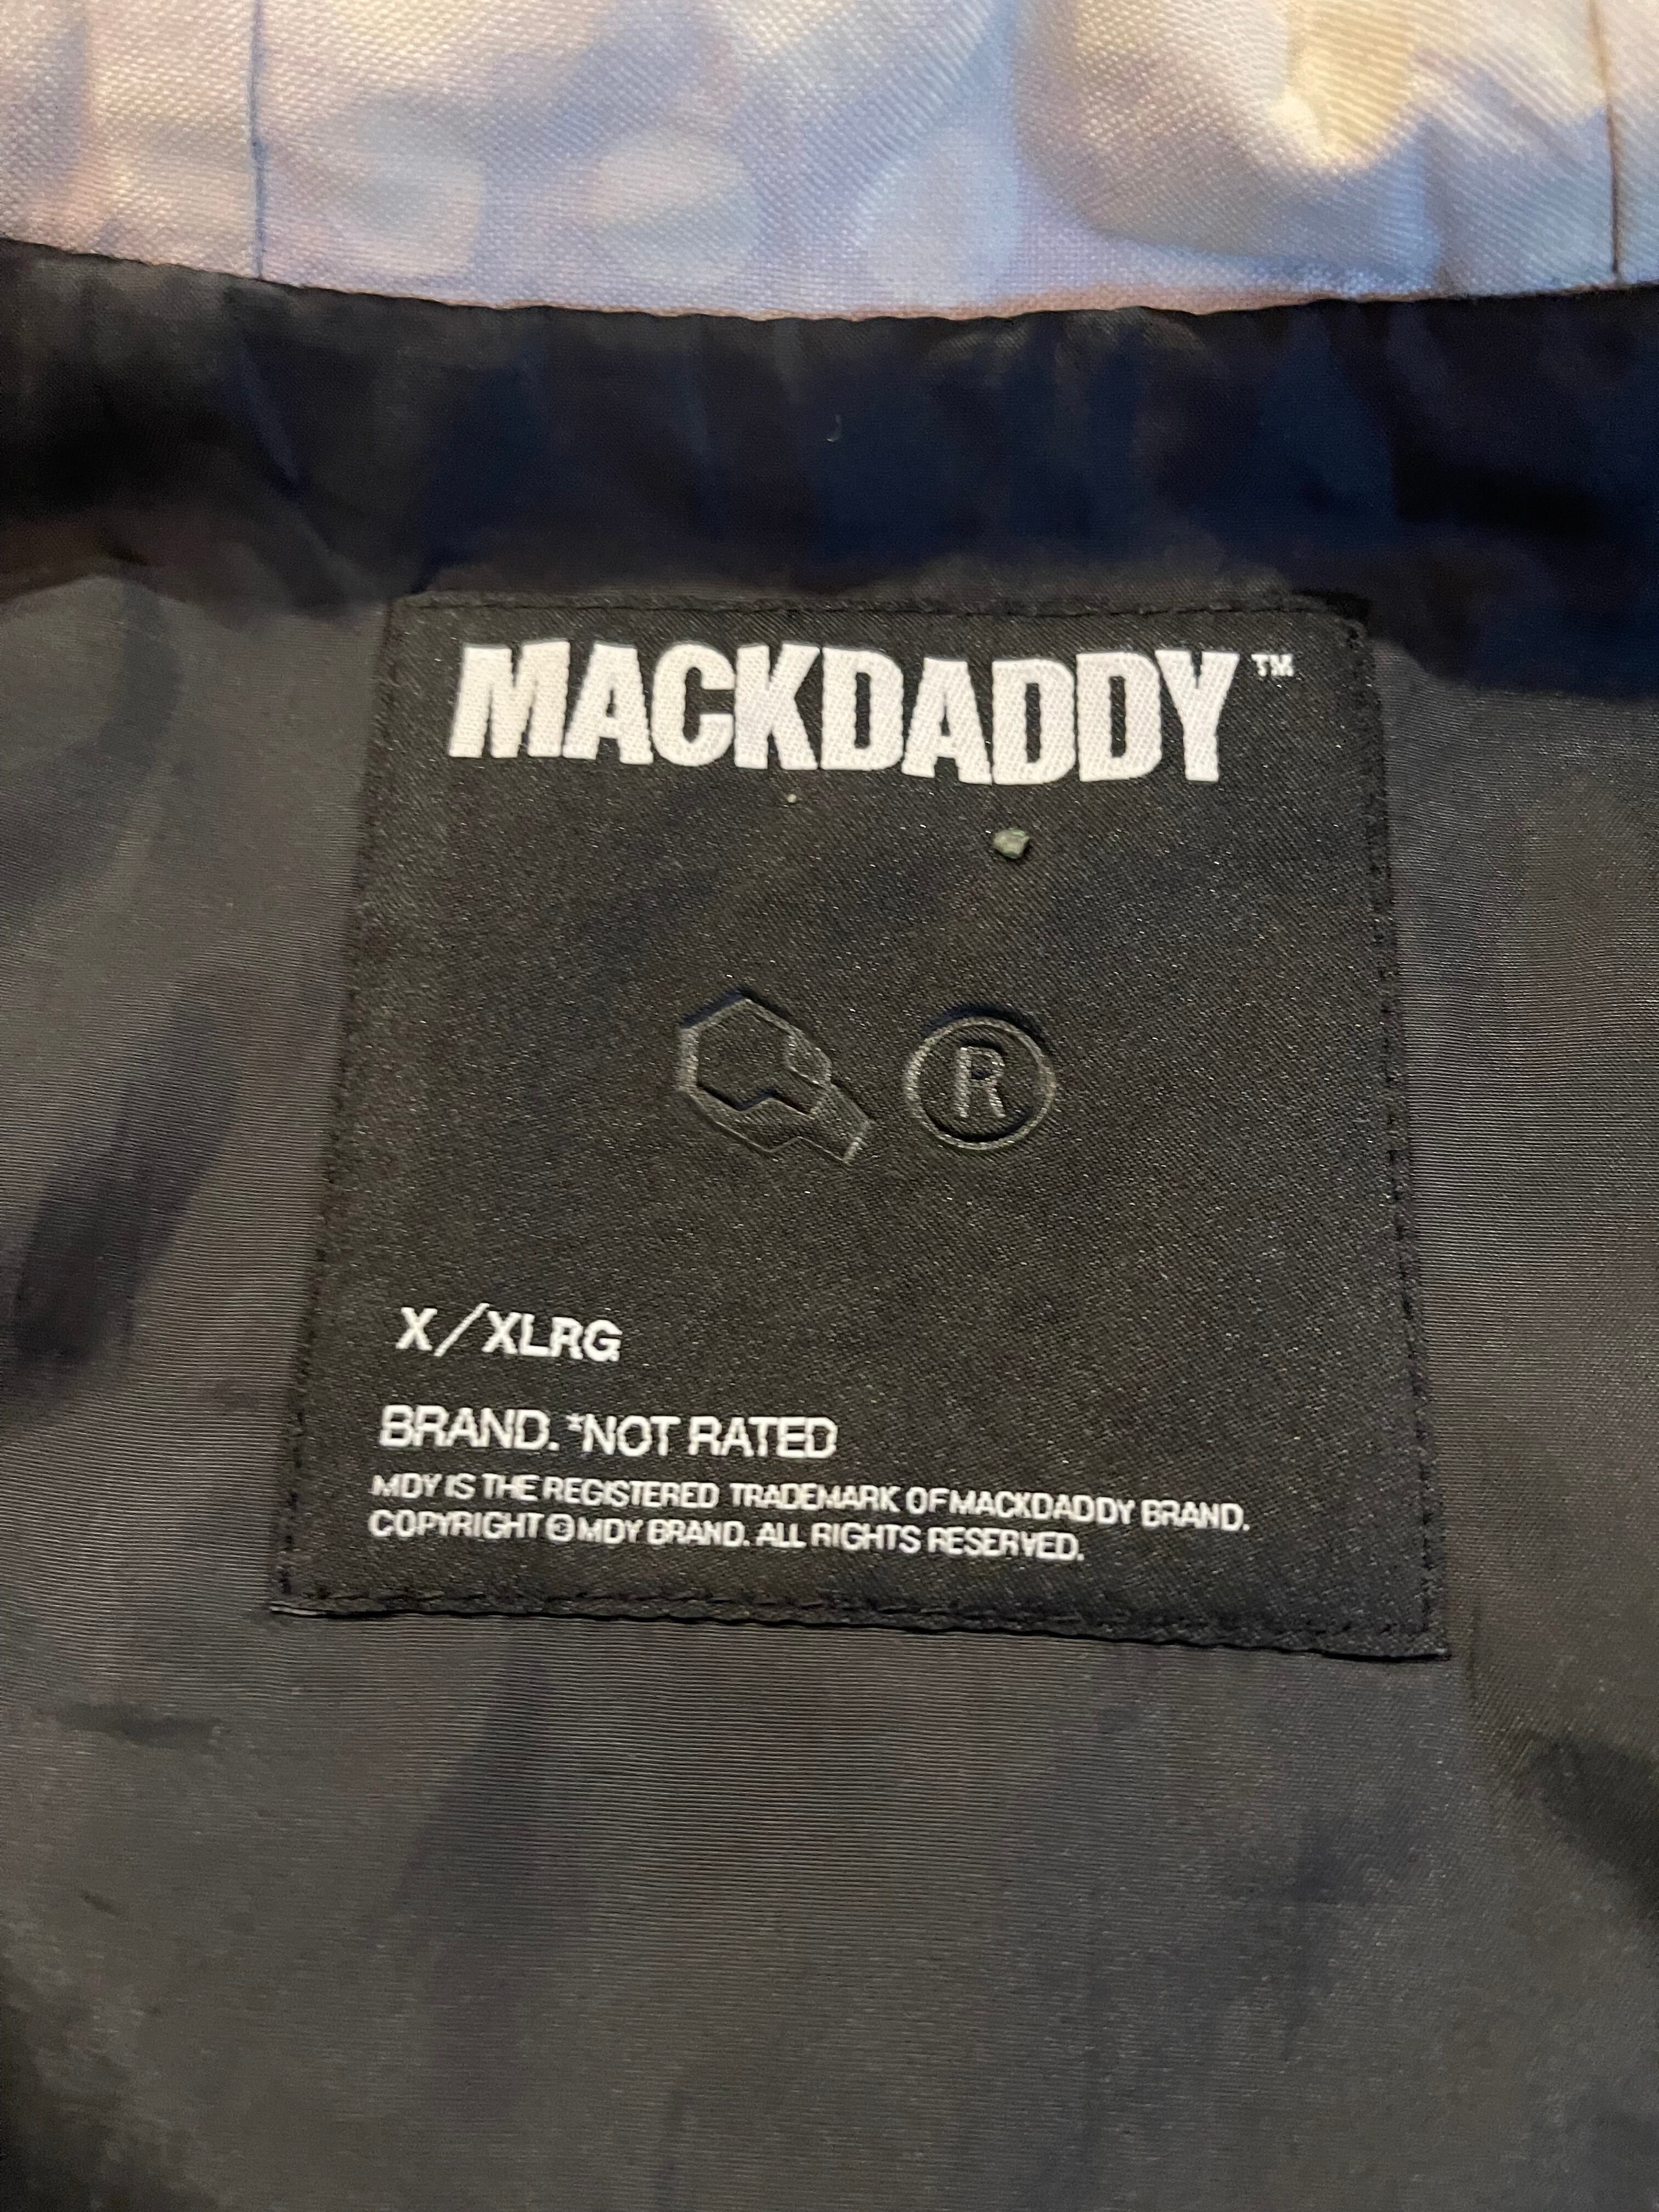 MACKDADDY™
®
X/XLRG
BRAND. *NOT RATED
MDY IS THE REGISTERED TRADEMARK OF MACKDADDY BRAND.
COPYRIGHT © MDY BRAND. ALL RIGHTS RESERVED.